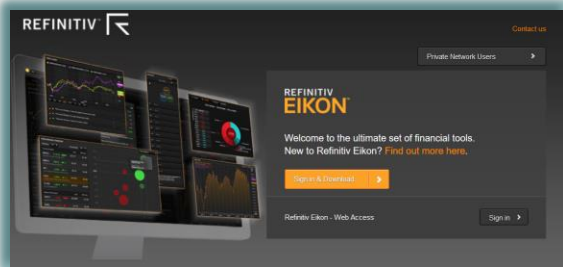 REFINITIV
Contact us
Private Network Users
REFINITIV
EIKON
Welcome to the ultimate set of financial tools.
New to Refinitiv Eikon? Find out more here.
Sign in & Download
Refinitiv Eikon - Web Access
Sign in